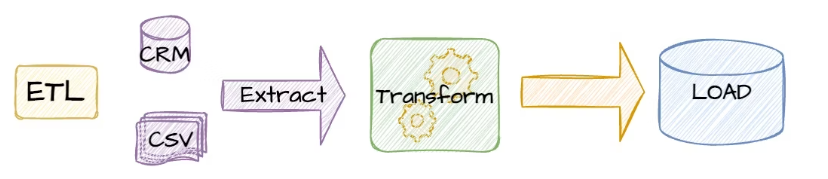 ETL
CRM
CSV
Extract
Transform
LOAD